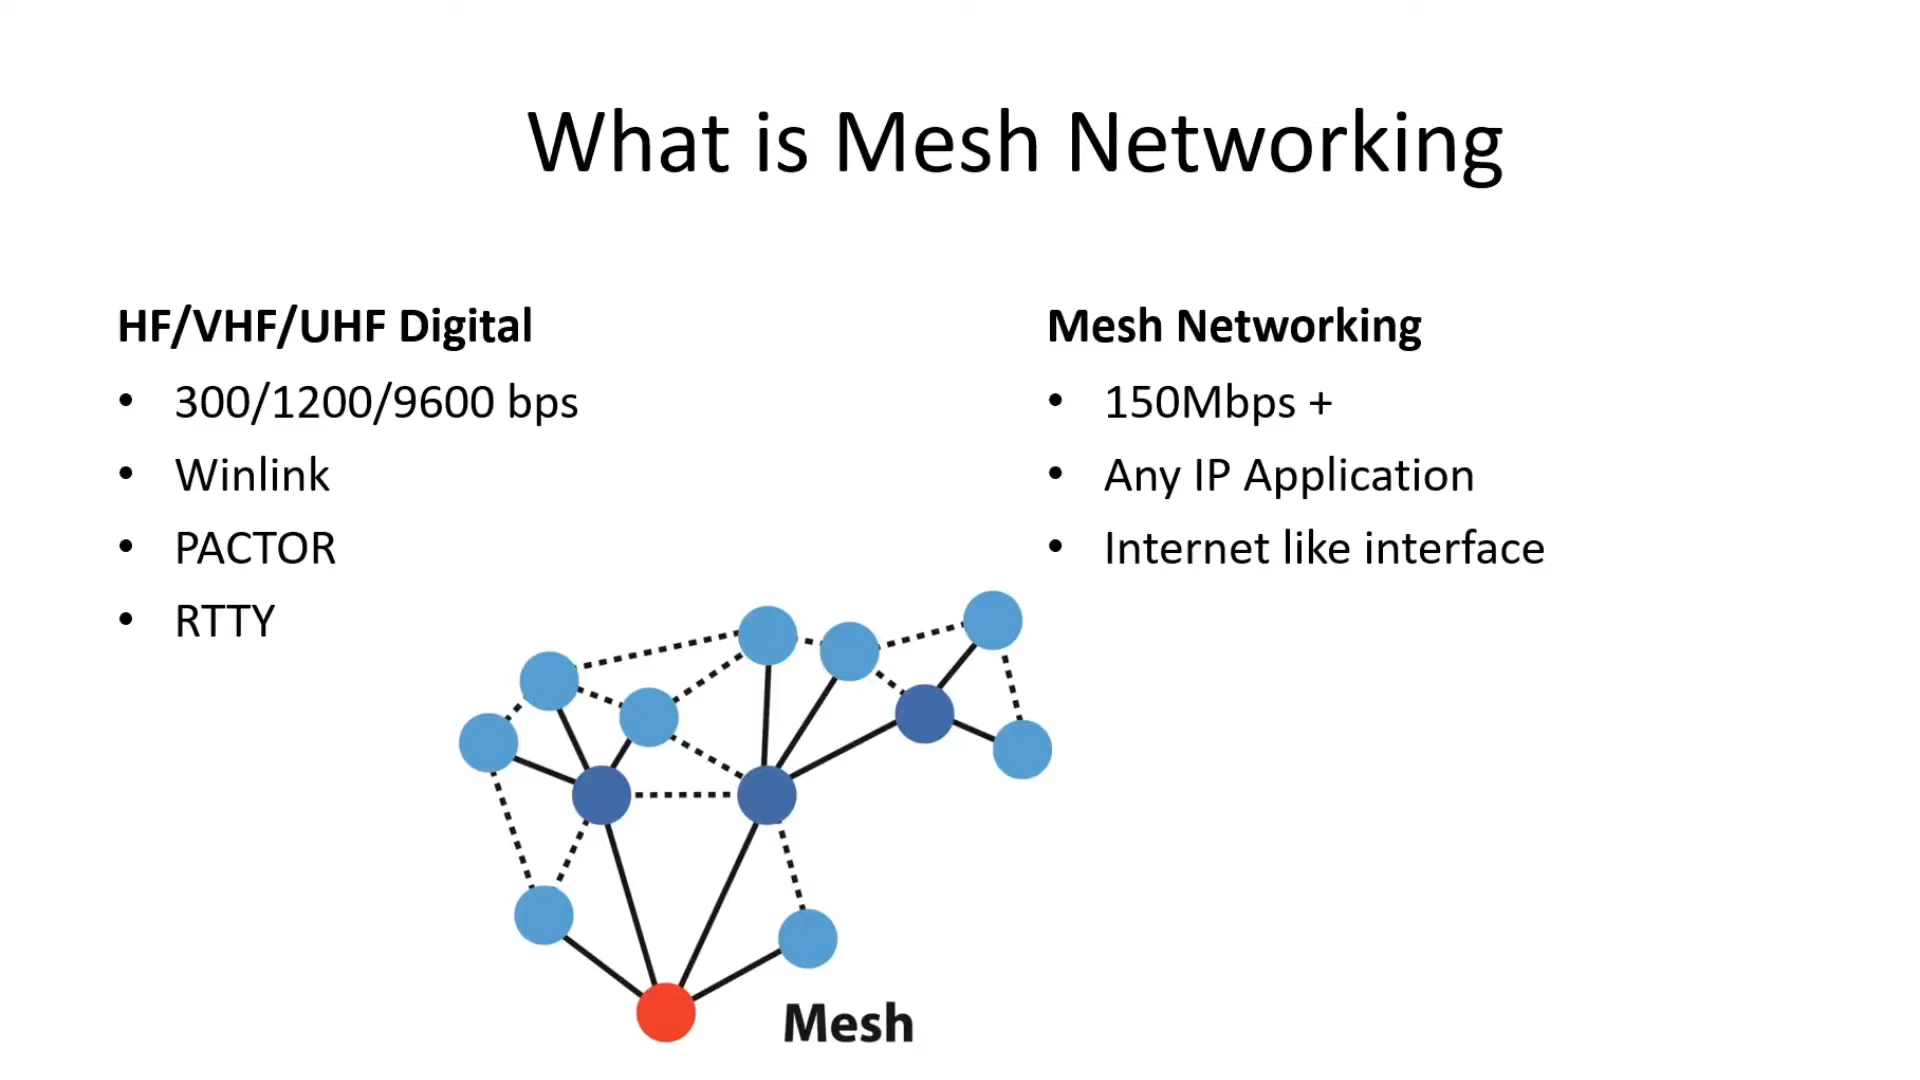 What is Mesh Networking
HF/VHF/UHF Digital
• 300/1200/9600 bps
• Winlink
• PACTOR
• RTTY
Mesh Networking
• 150Mbps +
• Any IP Application
• Internet like interface
Mesh